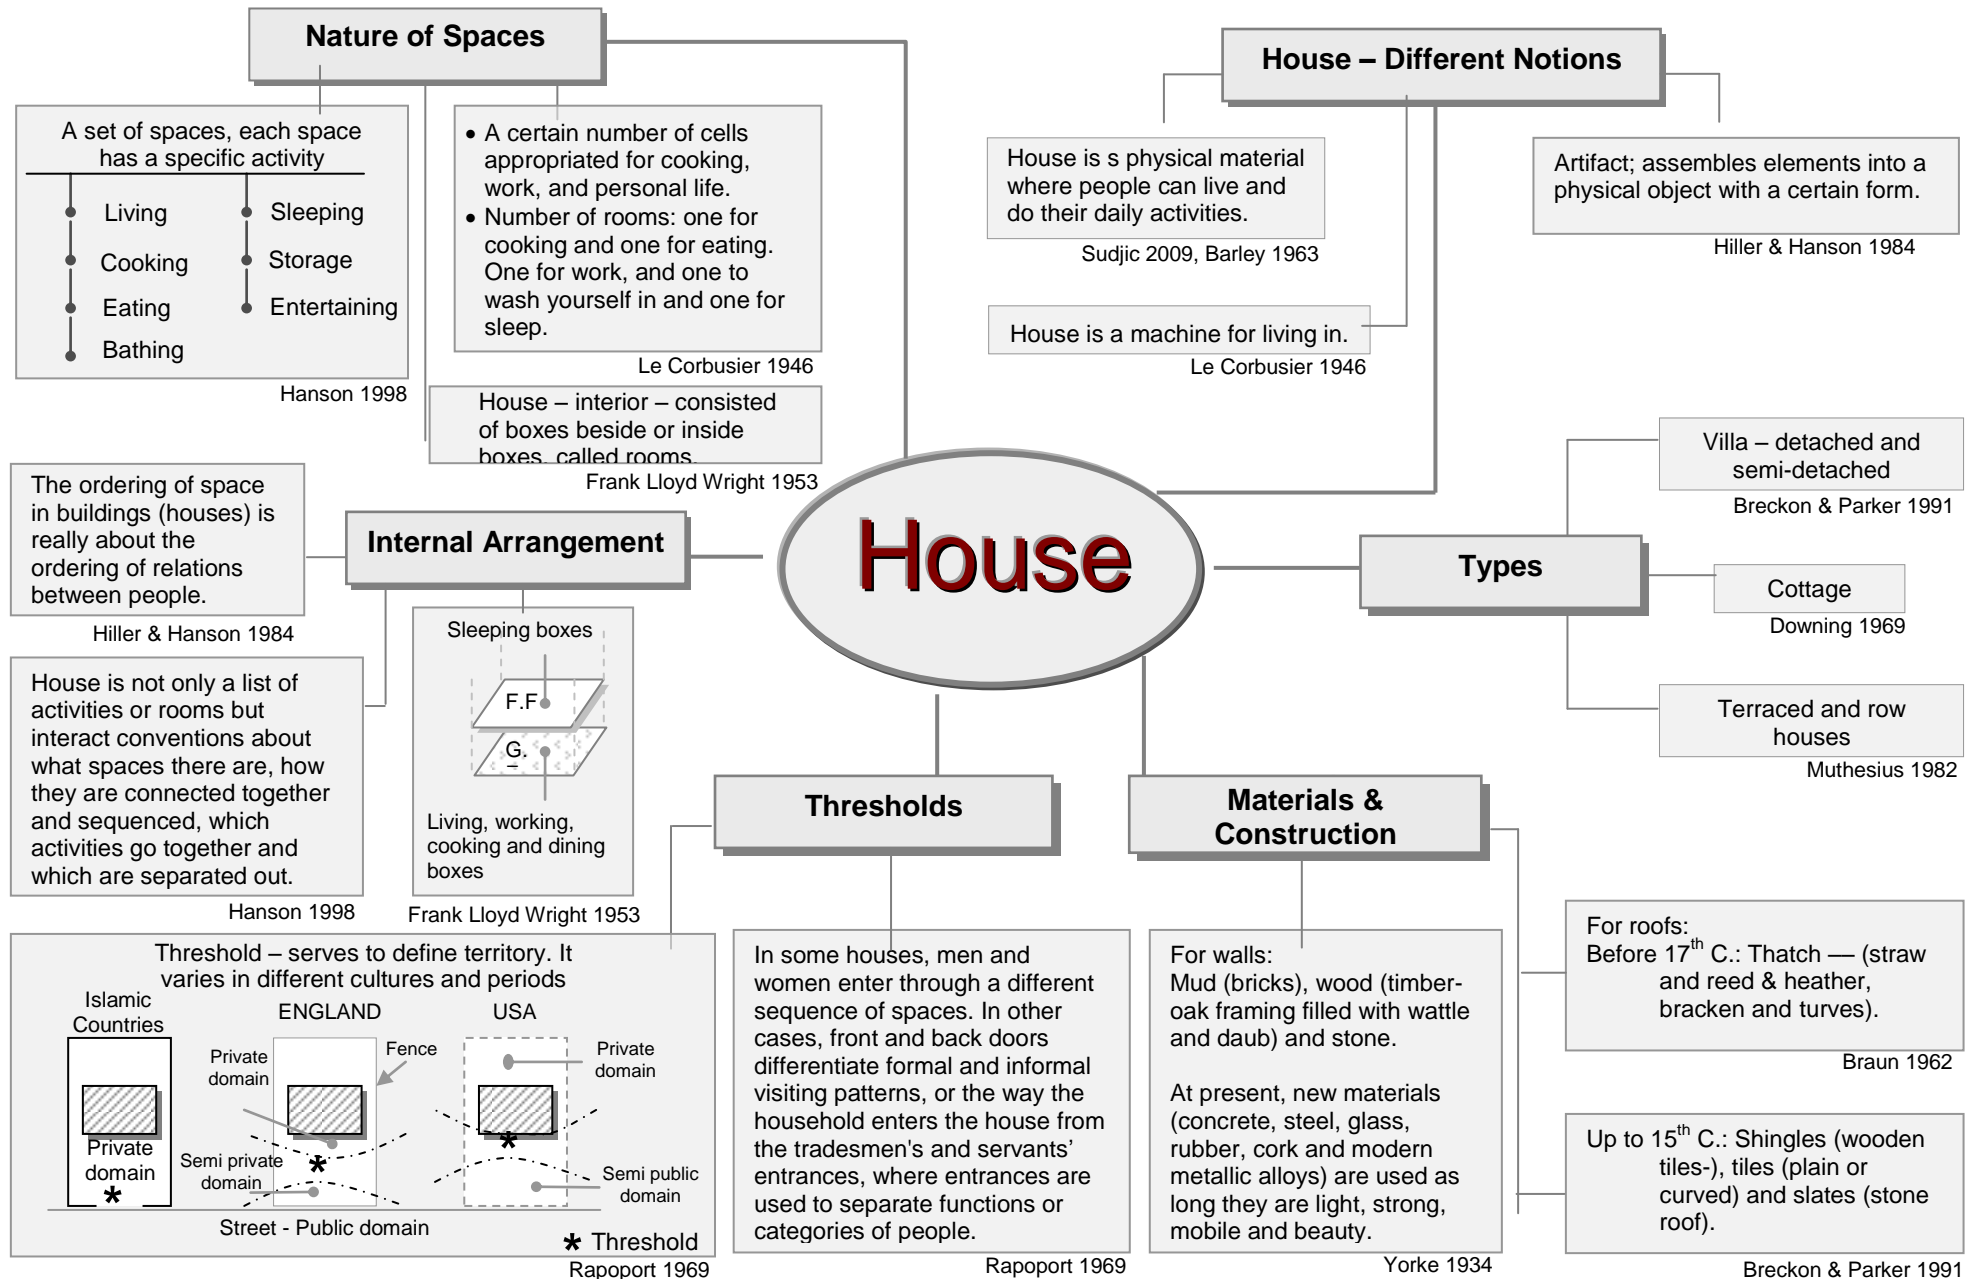 Nature of Spaces
A set of spaces, each space
has a specific activity
Living
Cooking
Eating
Bathing
Sleeping
Storage
Entertaining
Hanson 1998
• A certain number of cells
appropriated for cooking,
work, and personal life.
• Number of rooms: one for
cooking and one for eating.
One for work, and one to
wash yourself in and one for
sleep.
Le Corbusier 1946
House – interior – consisted
of boxes beside or inside
boxes, called rooms.
Frank Lloyd Wright 1953
House – Different Notions
House is s physical material
where people can live and
do their daily activities.
Sudjic 2009, Barley 1963
House is a machine for living in.
Le Corbusier 1946
Artifact; assembles elements into a
physical object with a certain form.
Hiller & Hanson 1984
House
Internal Arrangement
The ordering of space
in buildings (houses) is
really about the
ordering of relations
between people.
Hiller & Hanson 1984
House is not only a list of
activities or rooms but
interact conventions about
what spaces there are, how
they are connected together
and sequenced, which
activities go together and
which are separated out.
Hanson 1998
Sleeping boxes
F.F
G.
Living, working,
cooking and dining
boxes
Frank Lloyd Wright 1953
Types
Villa – detached and
semi-detached
Breckon & Parker 1991
Cottage
Downing 1969
Terraced and row
houses
Muthesius 1982
Thresholds
Threshold – serves to define territory. It
varies in different cultures and periods
Islamic
Countries
Private
domain
*
ENGLAND
Private
domain
Fence
*
Semi private
domain
USA
Private
domain
*
Semi public
domain
Street - Public domain
* Threshold
Rapoport 1969
In some houses, men and
women enter through a different
sequence of spaces. In other
cases, front and back doors
differentiate formal and informal
visiting patterns, or the way the
household enters the house from
the tradesmen's and servants’
entrances, where entrances are
used to separate functions or
categories of people.
Rapoport 1969
Materials &
Construction
For walls:
Mud (bricks), wood (timber-
oak framing filled with wattle
and daub) and stone.
At present, new materials
(concrete, steel, glass,
rubber, cork and modern
metallic alloys) are used as
long they are light, strong,
mobile and beauty.
Yorke 1934
For roofs:
Before 17th C.: Thatch –– (straw
and reed & heather,
bracken and turves).
Braun 1962
Up to 15th C.: Shingles (wooden
tiles-), tiles (plain or
curved) and slates (stone
roof).
Breckon & Parker 1991